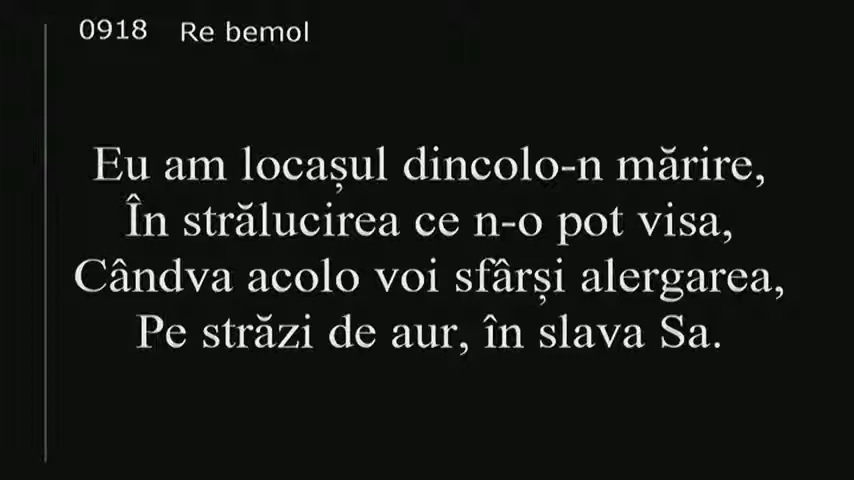 0918 Re bemol
Eu am locașul dincolo-n mărire,
În strălucirea ce n-o pot visa,
Cândva acolo voi sfârși alergarea,
Pe străzi de aur, în slava Sa.